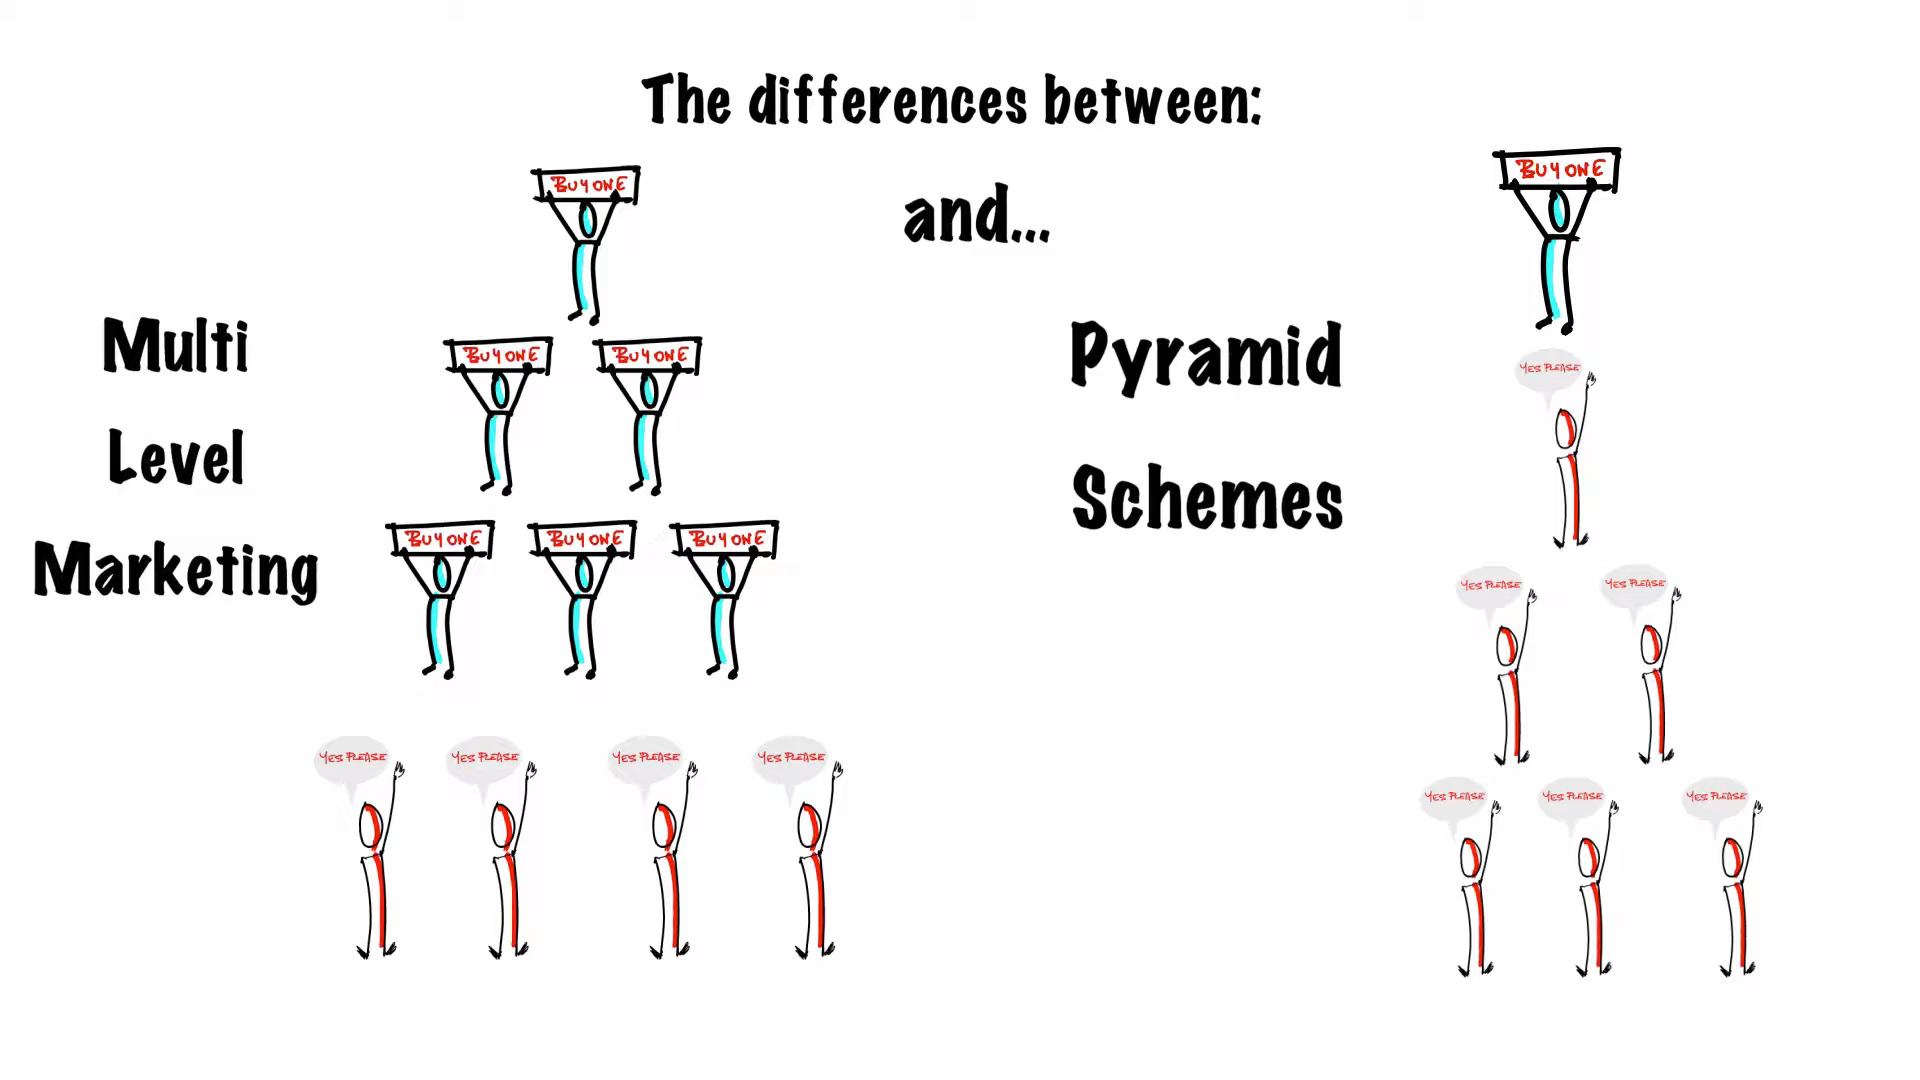 The differences between:
and...
Multi
Level
Marketing
BUY ONE
BUY ONE
BUY ONE
BUY ONE
BUY ONE
BUY ONE
YES PLEASE
YES PLEASE
YES PLEASE
YES PLEASE
Pyramid
Schemes
BUY ONE
YES PLEASE
YES PLEASE
YES PLEASE
YES PLEASE
YES PLEASE
YES PLEASE